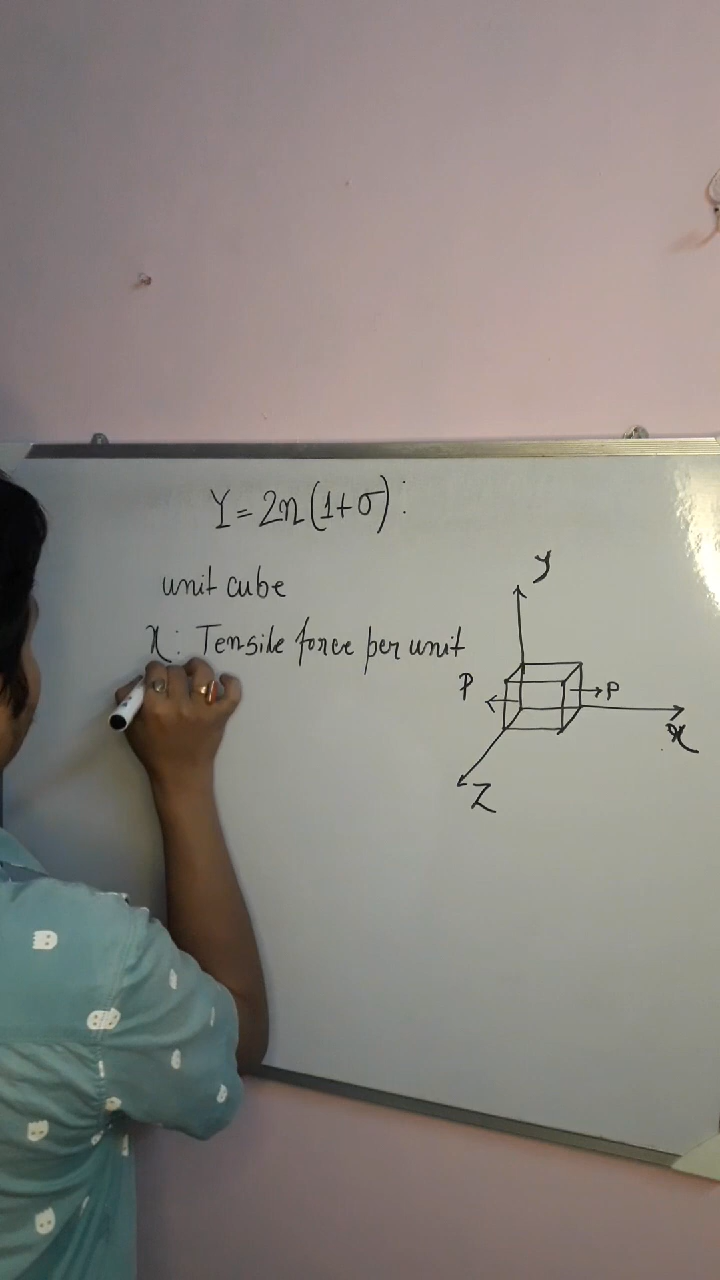 Y = 2n(1+σ):
unit cube
x: Tensile force per unit
y
P
P
x
Z